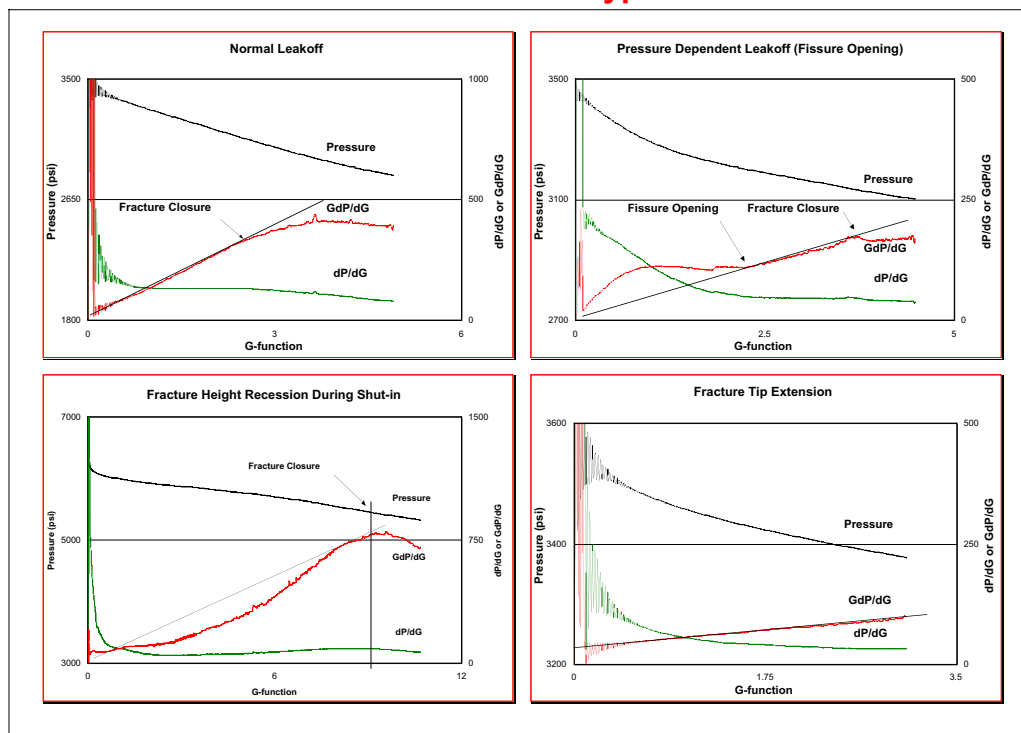 Normal Leakoff
3500
2650
1800
Pressure (psi)
1000
500
0
dP/dG or GdP/dG
Pressure
Fracture Closure
GdP/dG
dP/dG
0
3
6
G-function
Pressure Dependent Leakoff (Fissure Opening)
3500
3100
2700
Pressure (psi)
500
250
0
dP/dG or GdP/dG
Pressure
Fissure Opening
Fracture Closure
GdP/dG
dP/dG
0
2.5
5
G-function
Fracture Height Recession During Shut-in
7000
5000
3000
Pressure (psi)
1500
750
0
dP/dG or GdP/dG
Fracture Closure
Pressure
GdP/dG
dP/dG
0
6
12
G-function
Fracture Tip Extension
3600
3400
3200
Pressure (psi)
500
250
0
dP/dG or GdP/dG
Pressure
GdP/dG
dP/dG
0
1.75
3.5
G-function